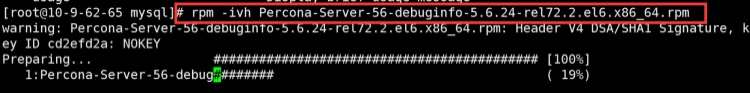 [root@10-9-62-65 mysql]# rpm -ivh Percona-Server-56-debuginfo-5.6.24-rel72.2.el6.x86_64.rpm
warning: Percona-Server-56-debuginfo-5.6.24-rel72.2.el6.x86_64.rpm: Header V4 DSA/SHA1 Signature, k
ey ID cd2efd2a: NOKEY
Preparing... ########################################### [100%]
1:Percona-Server-56-debug######## ( 19%)